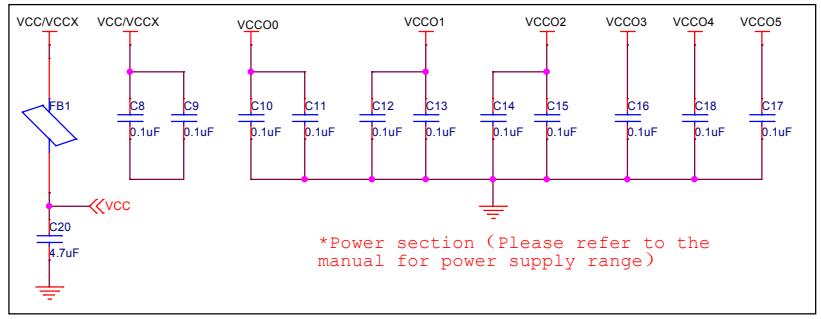 VCC/VCCX VCC/VCCX VCCO0 VCCO1 VCCO2 VCCO3 VCCO4 VCCO5
FB1 C8 C9 C10 C11 C12 C13 C14 C15 C16 C18 C17
0.1uF 0.1uF 0.1uF 0.1uF 0.1uF 0.1uF 0.1uF 0.1uF 0.1uF 0.1uF 0.1uF
VCC
C20
4.7uF
*Power section (Please refer to the
manual for power supply range)